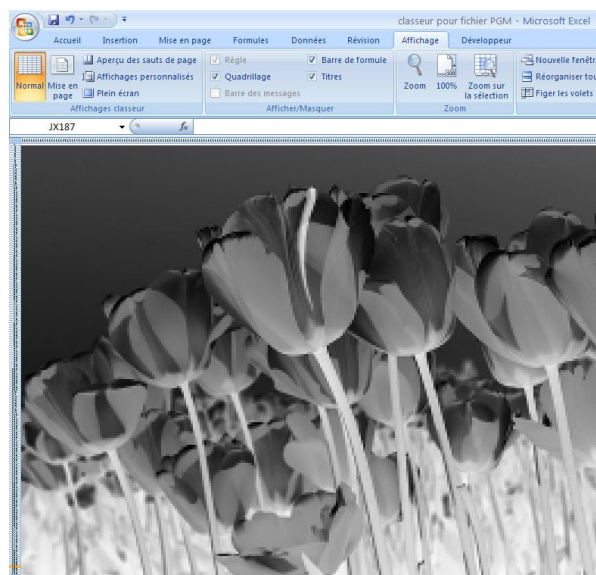 classeur pour fichier PGM - Microsoft Excel
Accueil Insertion Mise en page Formules Données Révision Affichage Développeur
Normal
Mise en page
Aperçu des sauts de page
Affichages personnalisés
Plein écran
Affichages classeur
Règle
Quadrillage
Barre des messages
Barre de formule
Titres
Afficher/Masquer
Zoom
100%
Zoom sur la sélection
Zoom
Nouvelle fenêtr
Réorganiser tou
Figer les volets
JX187
fx